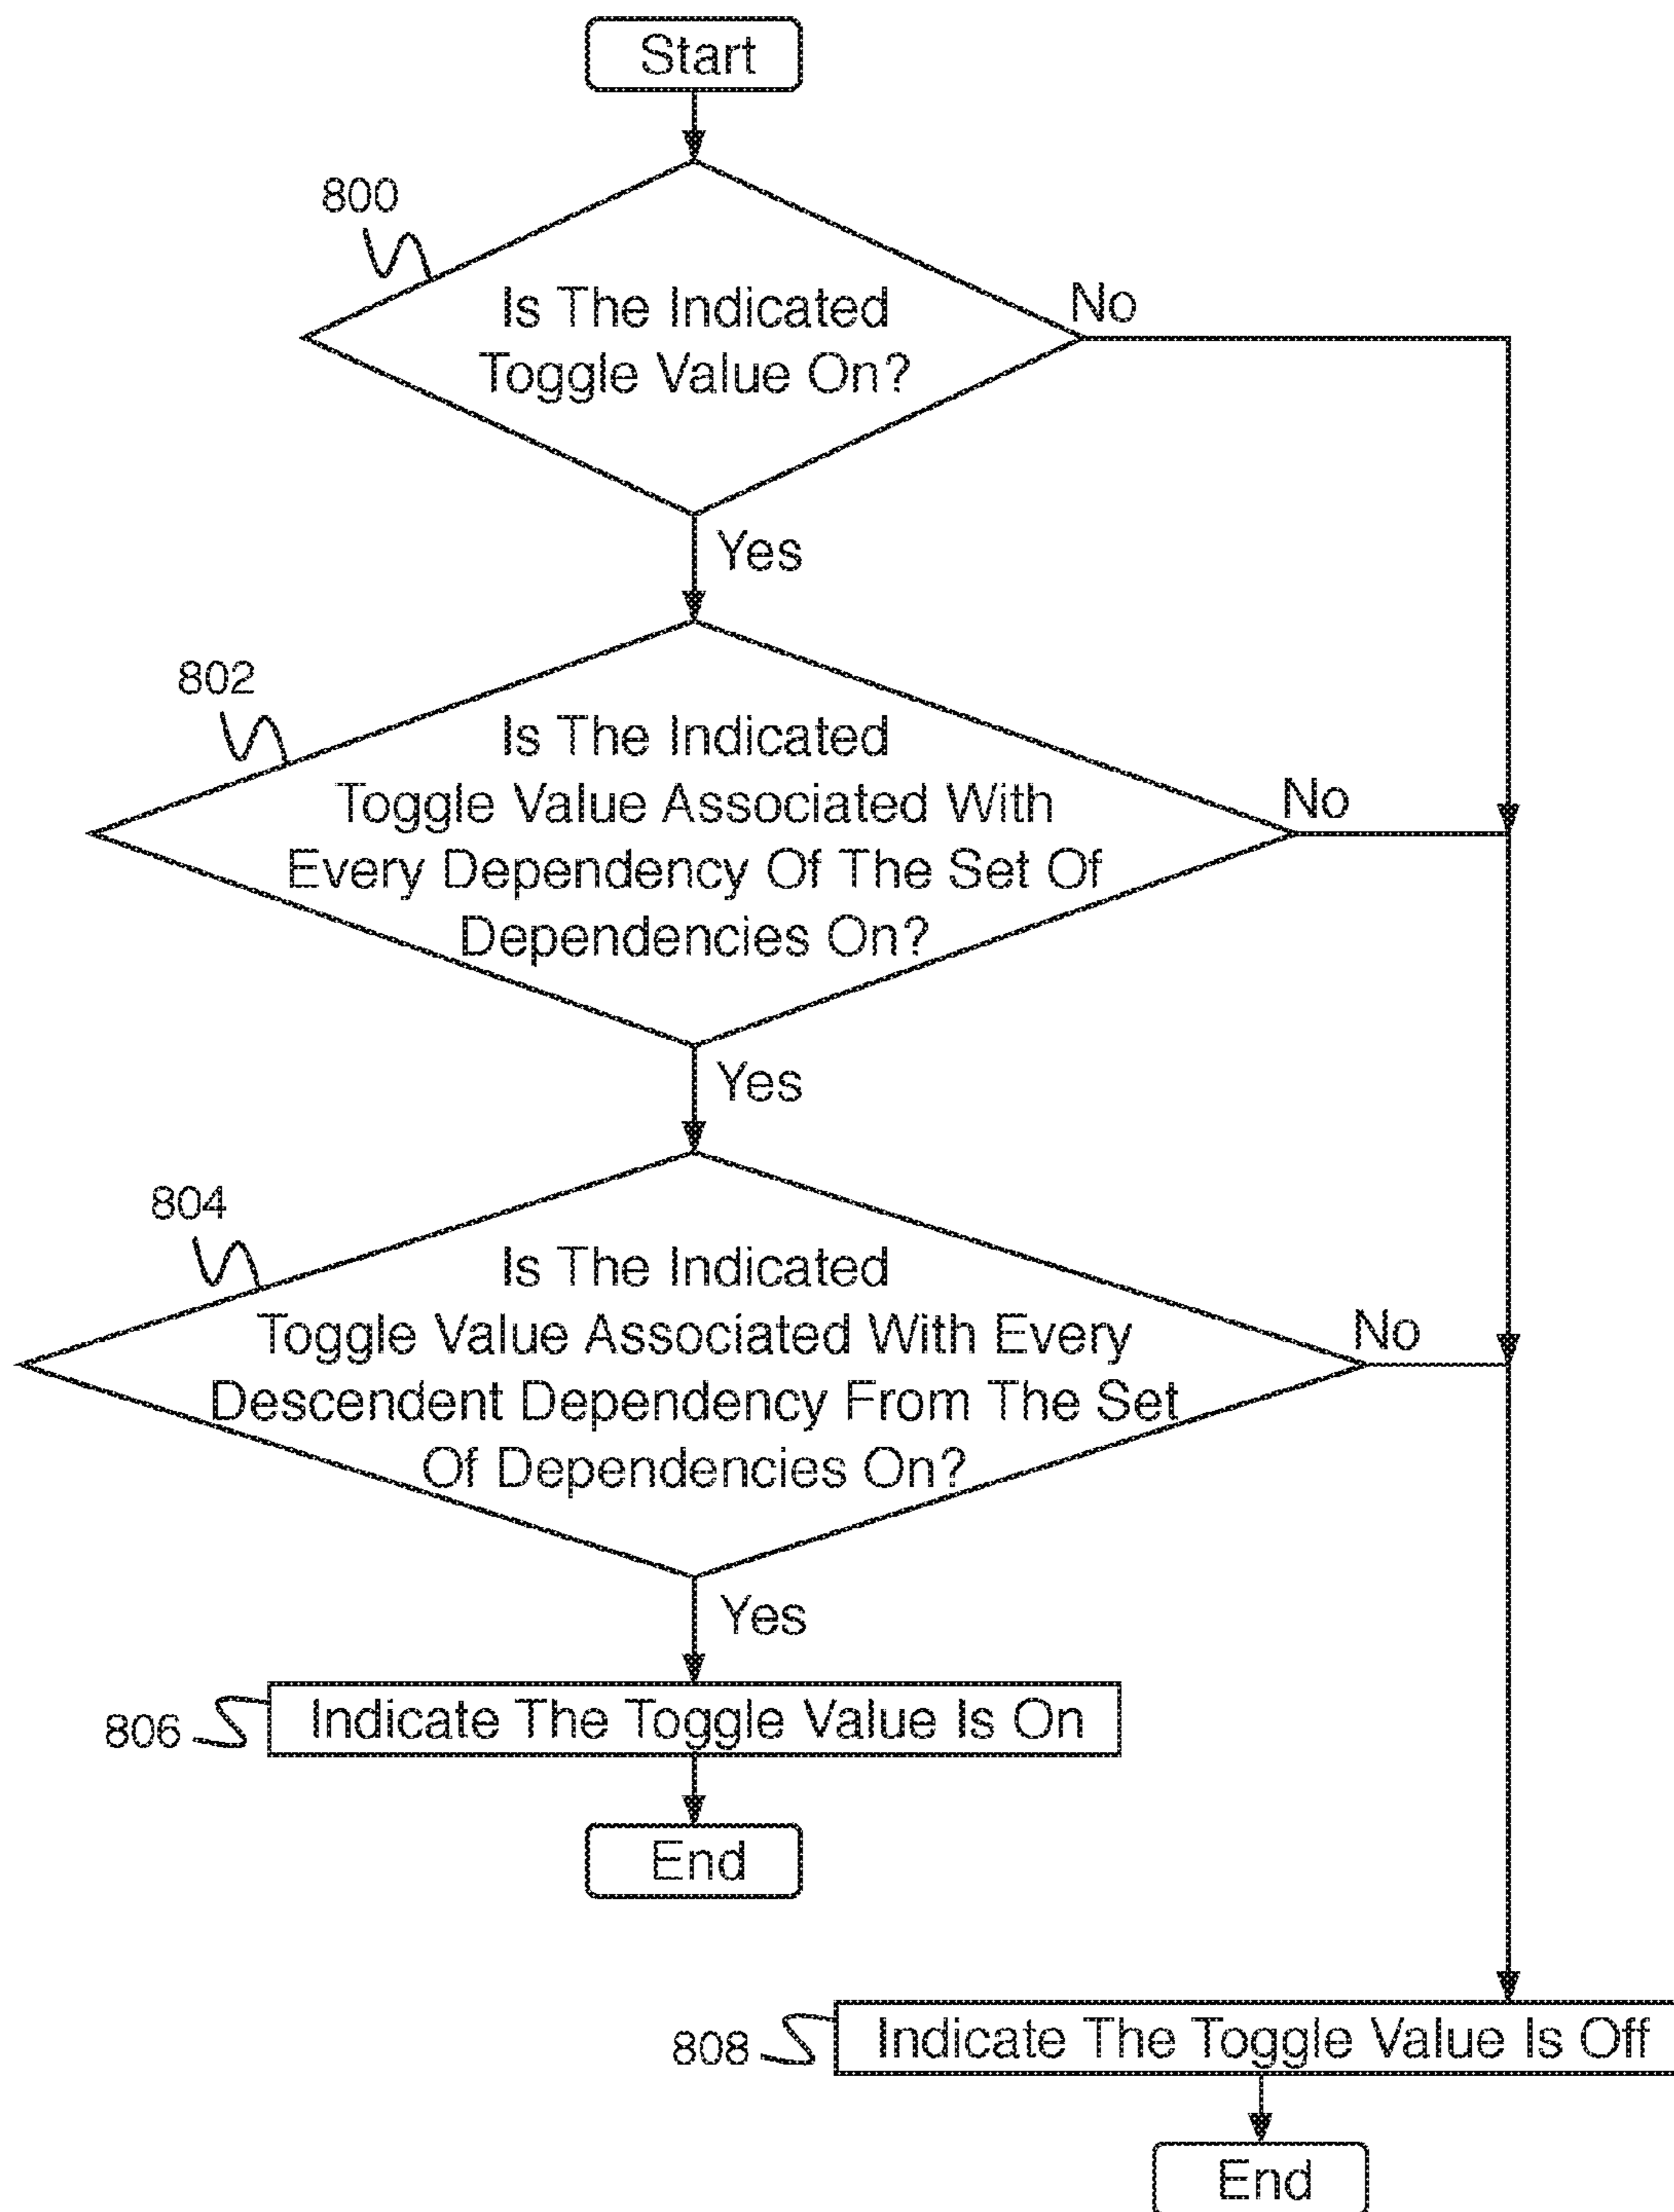 Start
800
Is The Indicated
Toggle Value On?
No
Yes
802
Is The Indicated
Toggle Value Associated With
Every Dependency Of The Set Of
Dependencies On?
No
Yes
804
Is The Indicated
Toggle Value Associated With Every
Descendent Dependency From The Set
Of Dependencies On?
No
Yes
806
Indicate The Toggle Value Is On
End
808
Indicate The Toggle Value Is Off
End